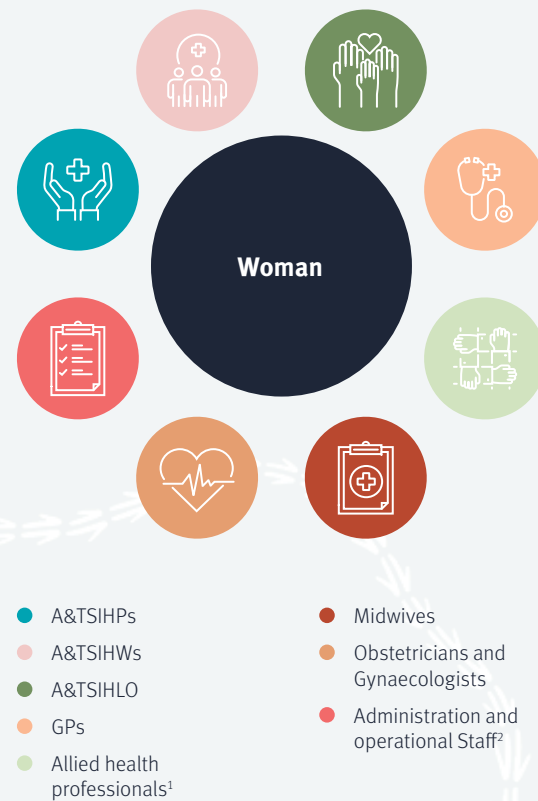 Woman
A&TSIHPs
A&TSIHWs
A&TSIHLO
GPs
Allied health
professionals¹
Midwives
Obstetricians and
Gynaecologists
Administration and
operational Staff²